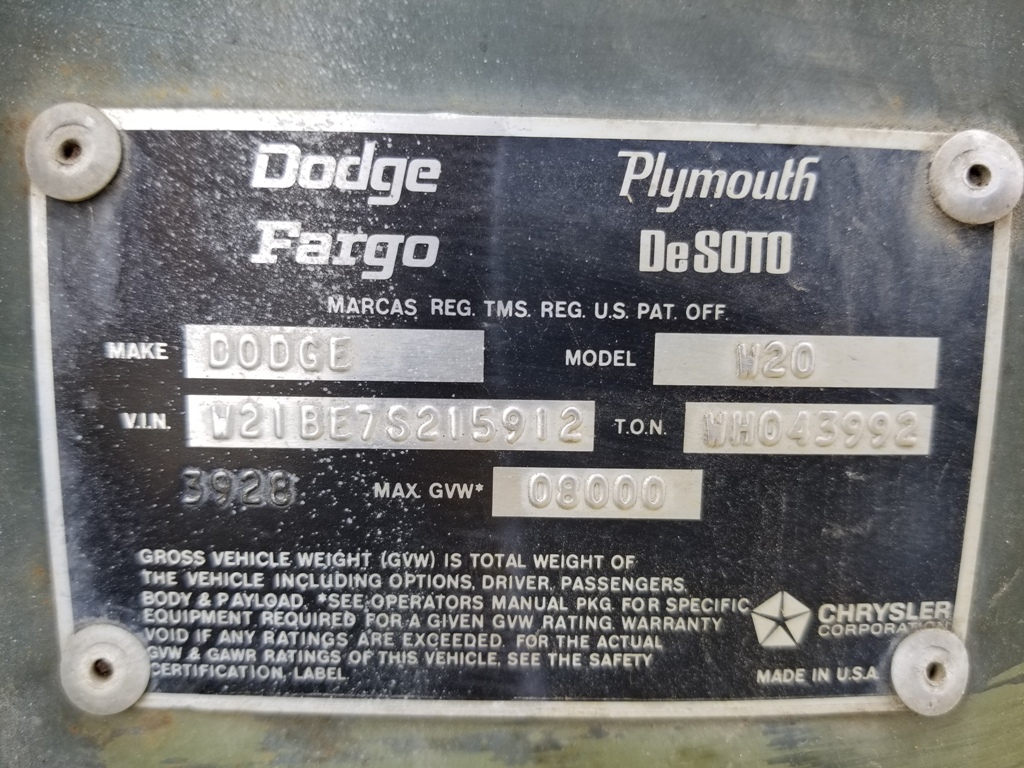 Dodge Plymouth
Fargo DeSOTO
MARCAS REG. TMS. REG. U.S. PAT. OFF.
MAKE DODGE MODEL W20
V.I.N. W21BE7S215912 T.O.N. WH043992
3928 MAX. GVW* 08000
GROSS VEHICLE WEIGHT (GVW) IS TOTAL WEIGHT OF
THE VEHICLE INCLUDING OPTIONS, DRIVER, PASSENGERS,
BODY & PAYLOAD. *SEE OPERATORS MANUAL PKG. FOR SPECIFIC
EQUIPMENT REQUIRED FOR A GIVEN GVW RATING. WARRANTY
VOID IF ANY RATINGS ARE EXCEEDED. FOR THE ACTUAL
GVW & GAWR RATINGS OF THIS VEHICLE, SEE THE SAFETY
CERTIFICATION LABEL.
CHRYSLER
CORPORATION
MADE IN U.S.A.